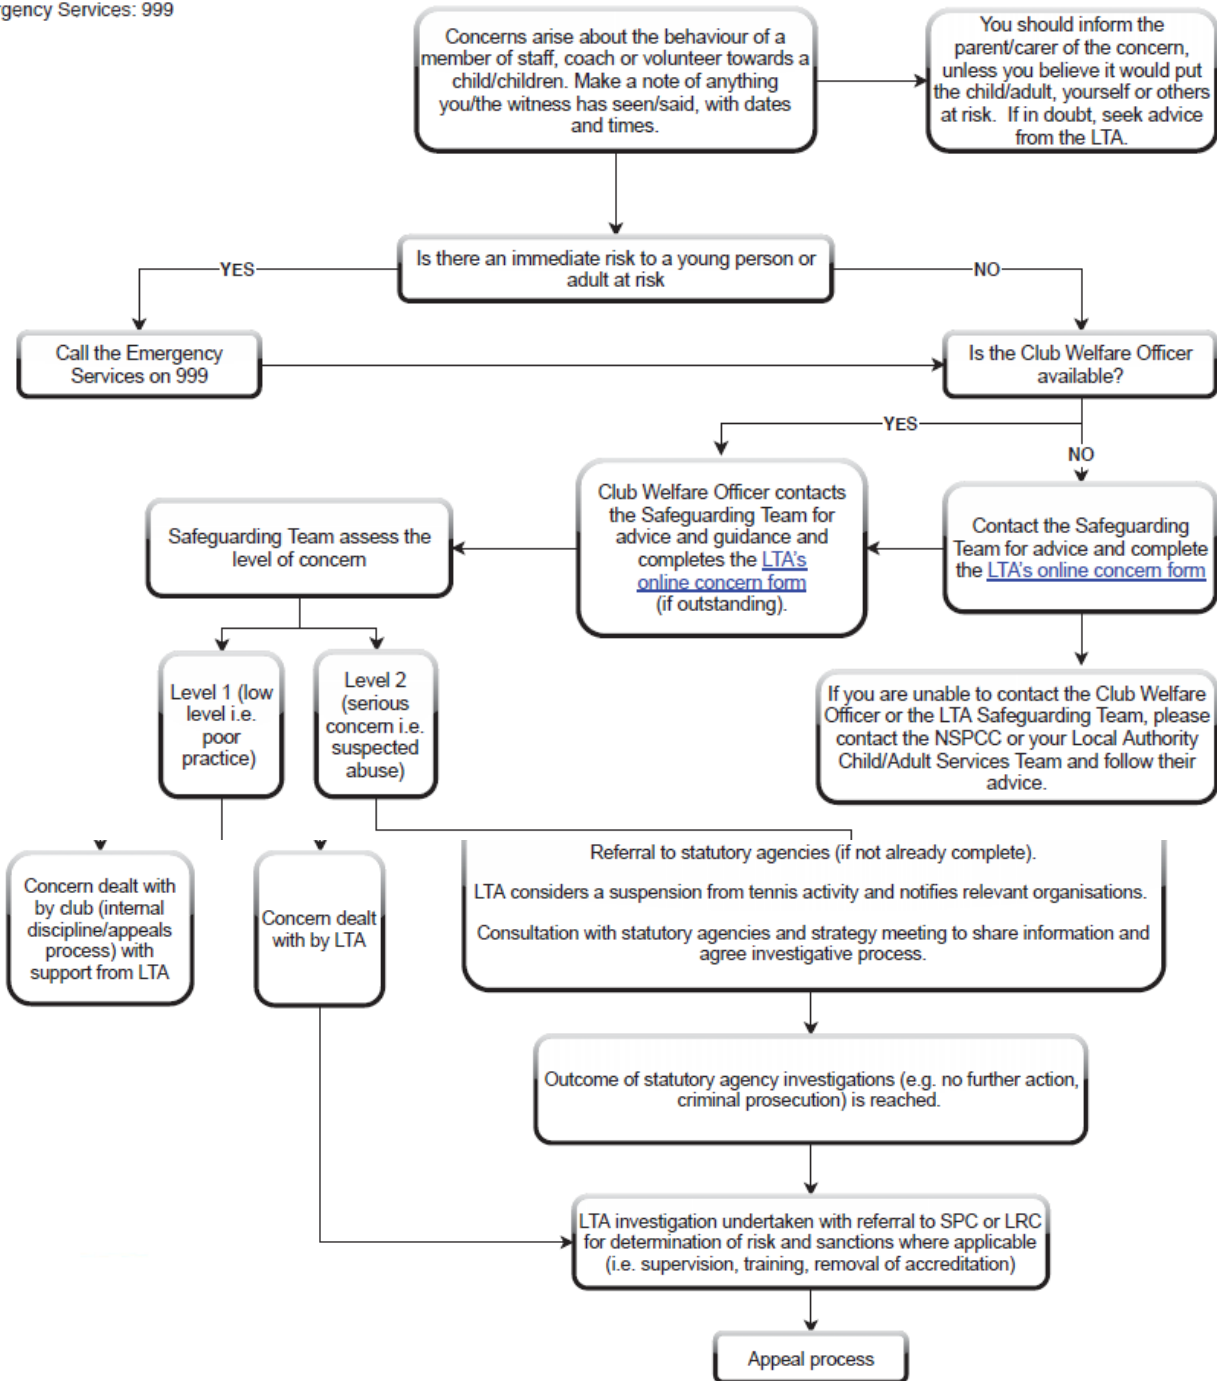 rgency Services: 999
Concerns arise about the behaviour of a
member of staff, coach or volunteer towards a
child/children. Make a note of anything
you/the witness has seen/said, with dates
and times.
You should inform the
parent/carer of the concern,
unless you believe it would put
the child/adult, yourself or others
at risk. If in doubt, seek advice
from the LTA.
Is there an immediate risk to a young person or
adult at risk
YES
NO
Call the Emergency
Services on 999
Is the Club Welfare Officer
available?
YES
NO
Club Welfare Officer contacts
the Safeguarding Team for
advice and guidance and
completes the LTA's
online concern form
(if outstanding).
Contact the Safeguarding
Team for advice and complete
the LTA's online concern form
Safeguarding Team assess the
level of concern
Level 1 (low
level i.e.
poor
practice)
Level 2
(serious
concern i.e.
suspected
abuse)
If you are unable to contact the Club Welfare
Officer or the LTA Safeguarding Team, please
contact the NSPCC or your Local Authority
Child/Adult Services Team and follow their
advice.
Concern dealt with
by club (internal
discipline/appeals
process) with
support from LTA
Concern dealt
with by LTA
Referral to statutory agencies (if not already complete).
LTA considers a suspension from tennis activity and notifies relevant organisations.
Consultation with statutory agencies and strategy meeting to share information and
agree investigative process.
Outcome of statutory agency investigations (e.g. no further action,
criminal prosecution) is reached.
LTA investigation undertaken with referral to SPC or LRC
for determination of risk and sanctions where applicable
(i.e. supervision, training, removal of accreditation)
Appeal process